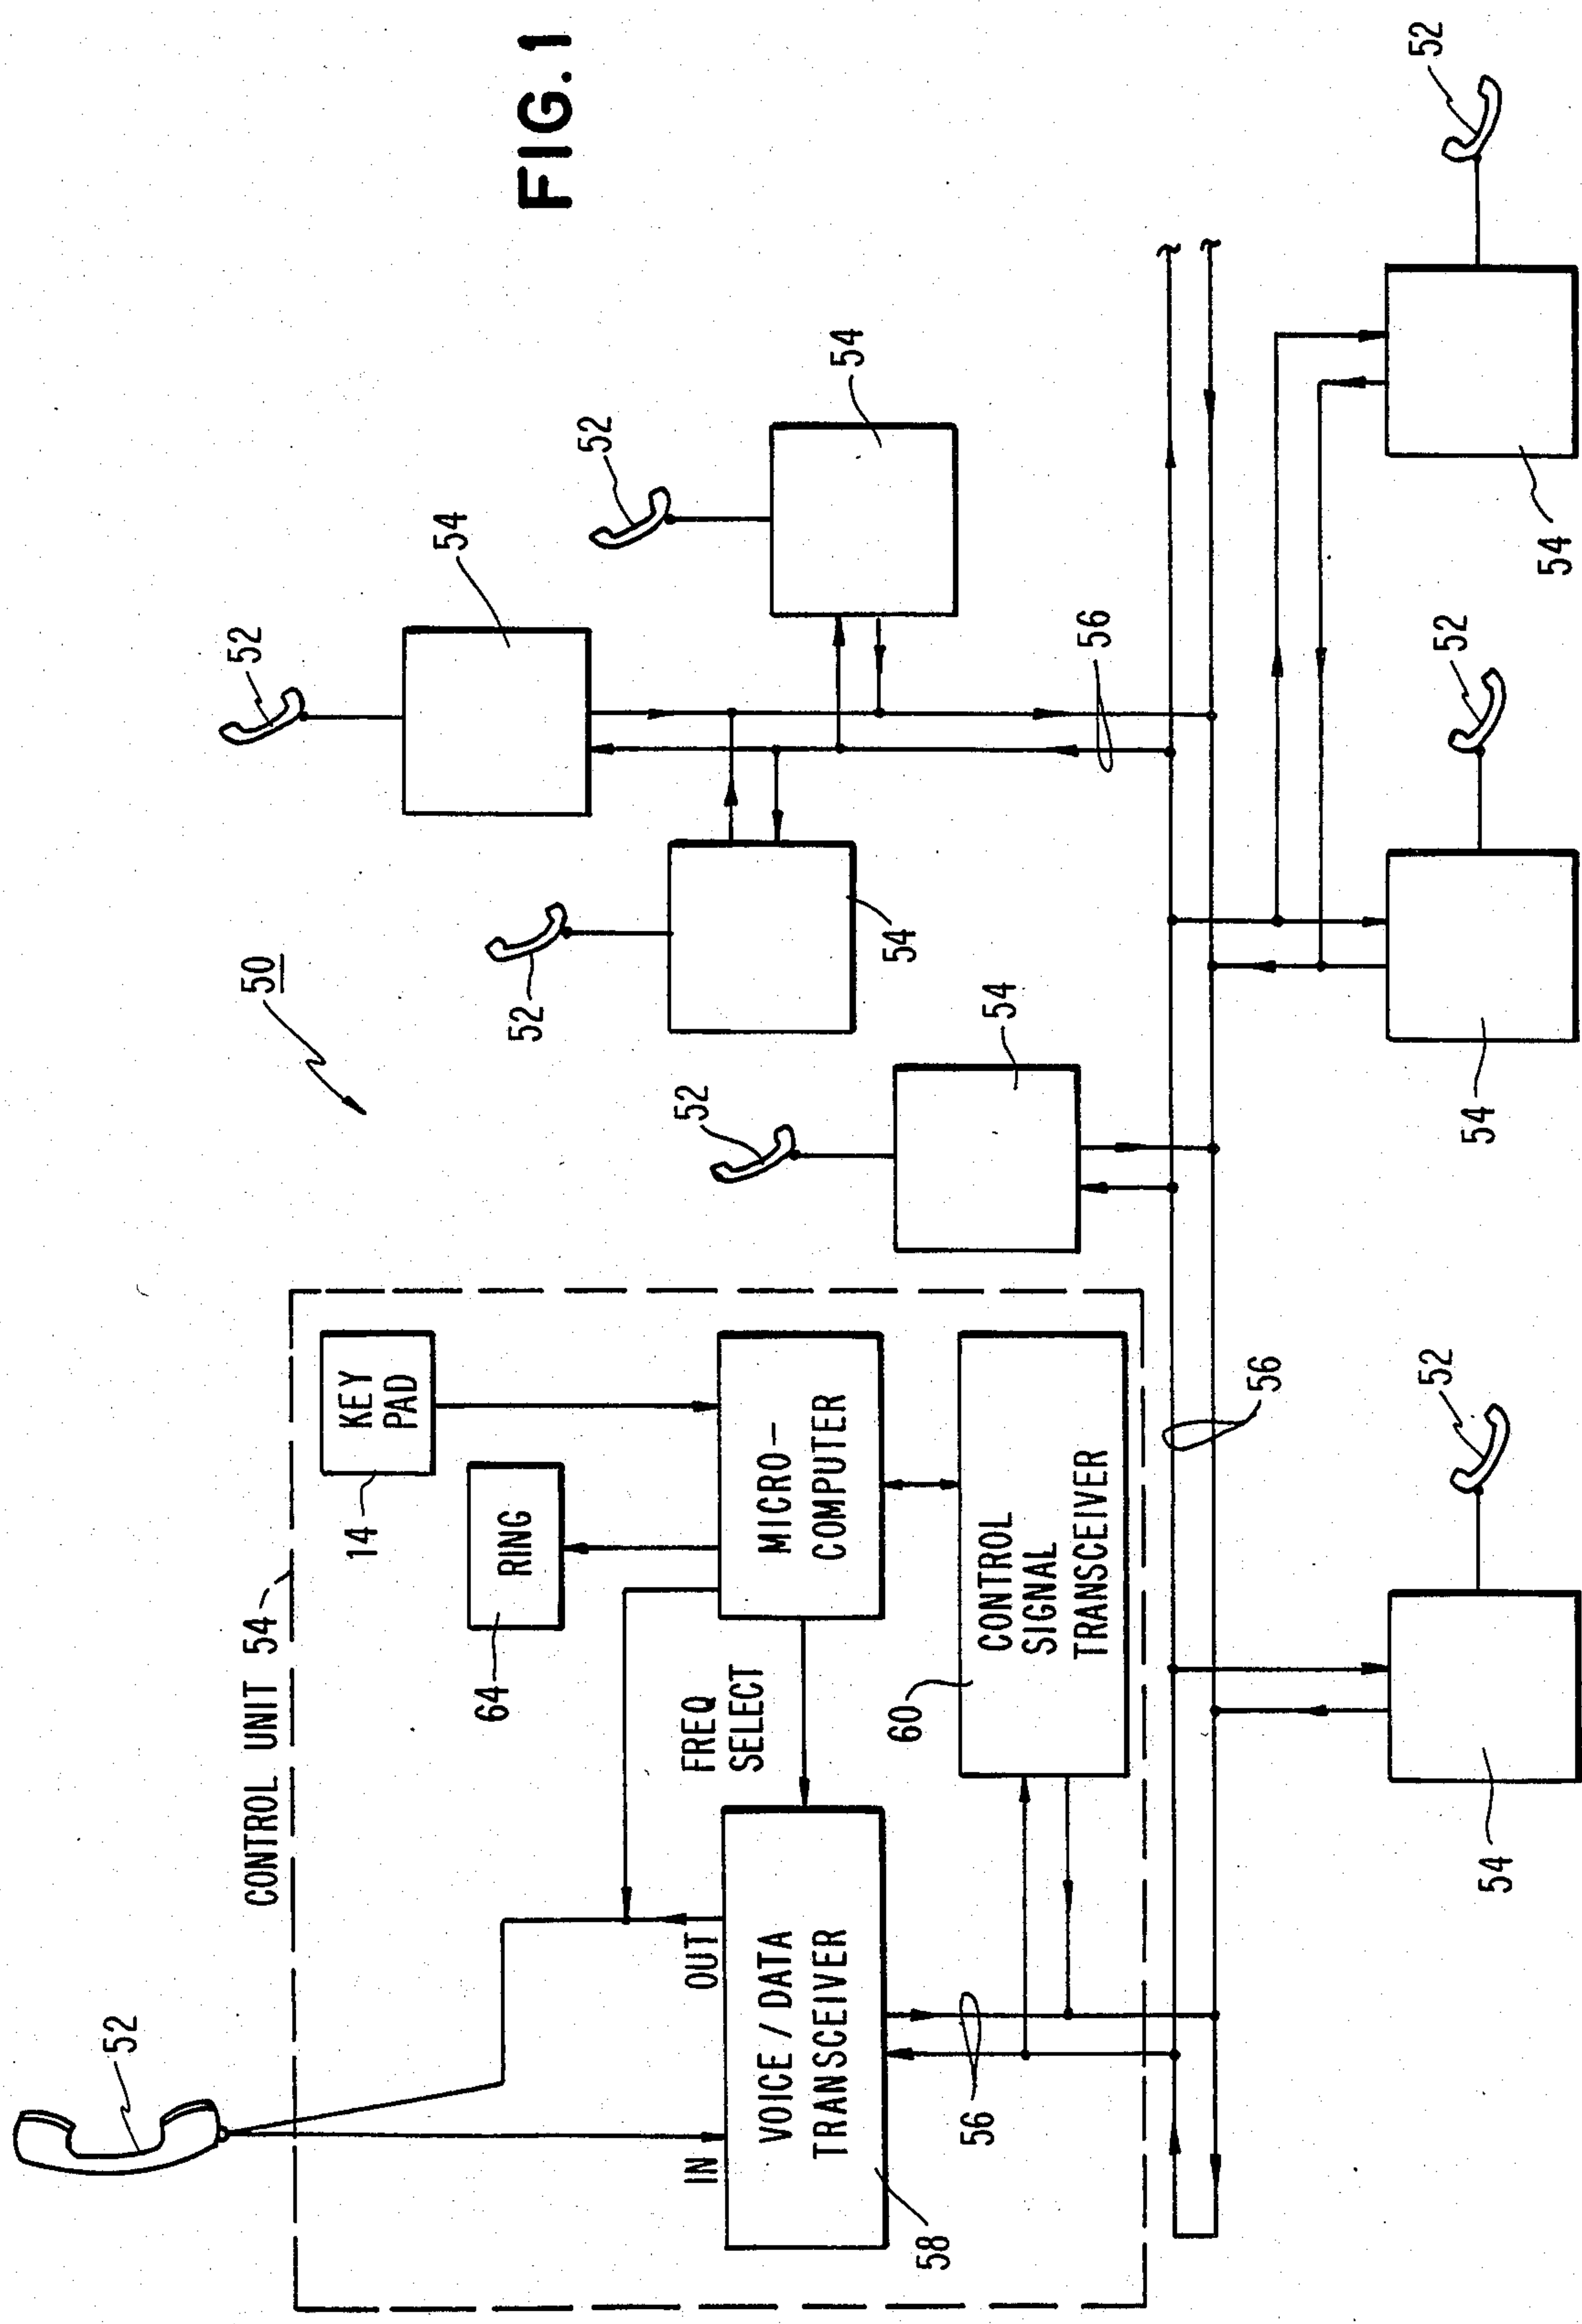 FIG. 1
50
52
CONTROL UNIT 54
KEY
PAD
14
RING
64
MICRO-
COMPUTER
FREQ
SELECT
OUT
IN
VOICE / DATA
TRANSCEIVER
58
CONTROL
SIGNAL
TRANSCEIVER
60
56
56
52
54
52
54
52
54
52
54
56
52
54
52
54
52
54